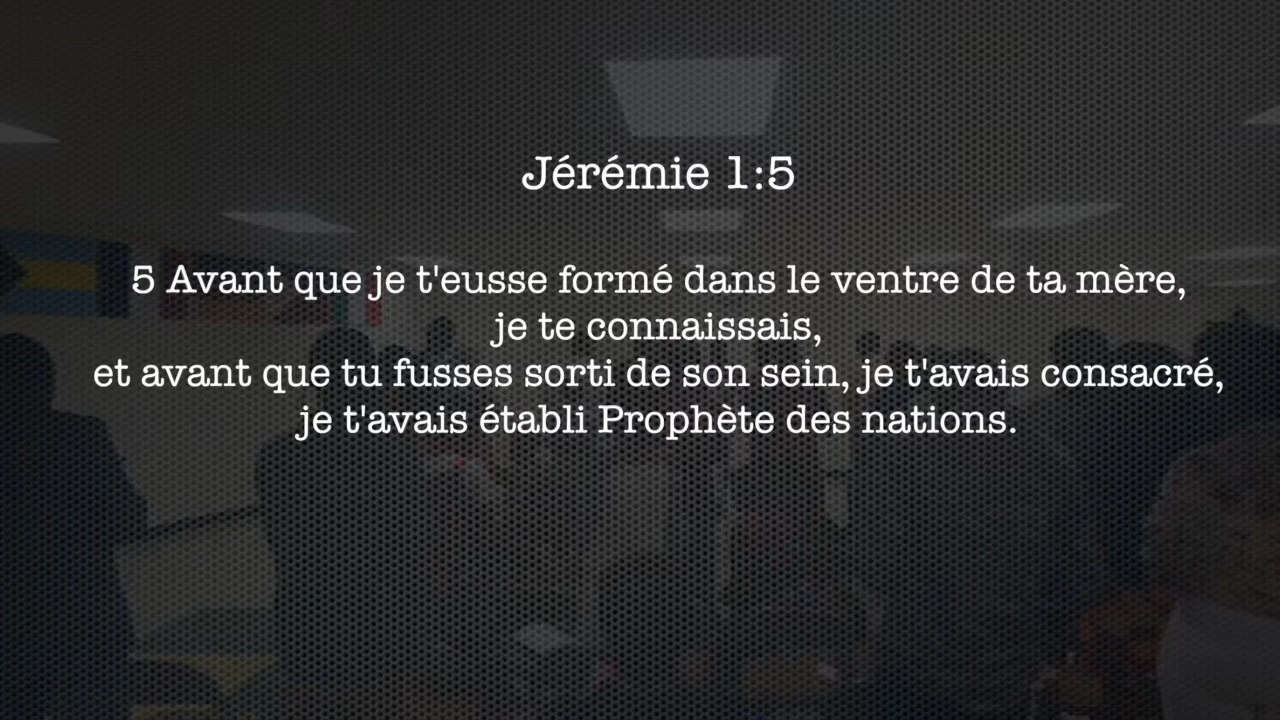 Jérémie 1:5
5 Avant que je t'eusse formé dans le ventre de ta mère,
je te connaissais,
et avant que tu fusses sorti de son sein, je t'avais consacré,
je t'avais établi Prophète des nations.